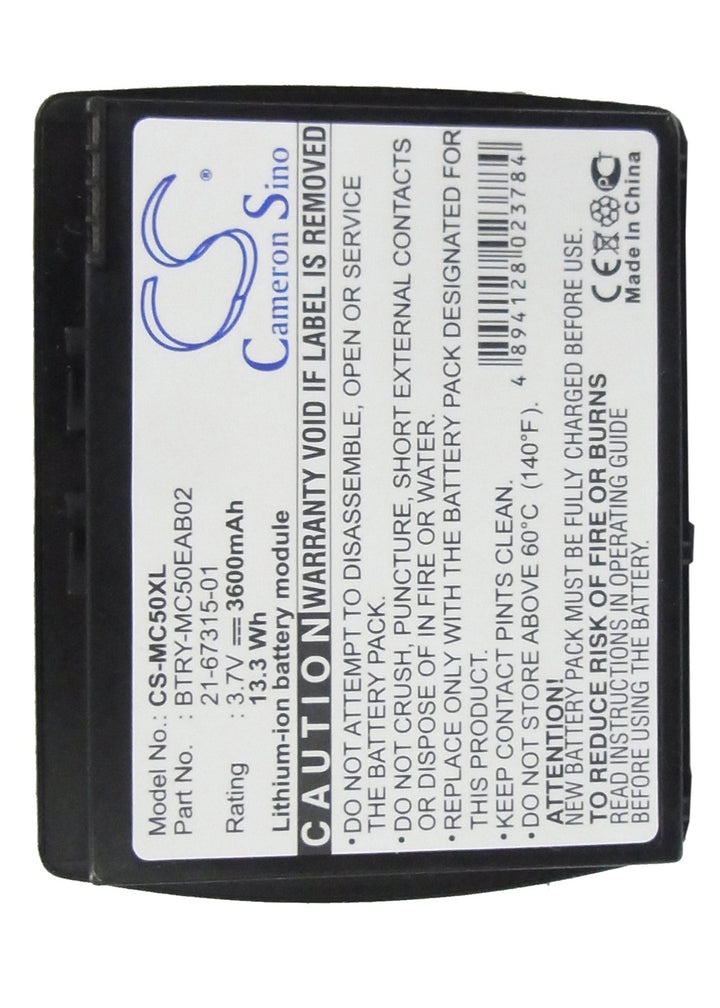 CS
®
Cameron Sino
Model No.: CS-MC50XL
Part No. : BTRY-MC50EAB02
21-67315-01
Rating : 3.7V 3600mAh
13.3 Wh
Lithium-ion battery module
CAUTION WARRANTY VOID IF LABEL IS REMOVED
•DO NOT ATTEMPT TO DISASSEMBLE, OPEN OR SERVICE
THE BATTERY PACK.
•DO NOT CRUSH, PUNCTURE, SHORT EXTERNAL CONTACTS
OR DISPOSE OF IN FIRE OR WATER.
•REPLACE ONLY WITH THE BATTERY PACK DESIGNATED FOR
THIS PRODUCT.
•KEEP CONTACT PINTS CLEAN.
•DO NOT STORE ABOVE 60°C (140°F).
4 894128 023784
ATTENTION!
NEW BATTERY PACK MUST BE FULLY CHARGED BEFORE USE.
TO REDUCE RISK OF FIRE OR BURNS
READ INSTRUCTIONS IN OPERATING GUIDE
BEFORE USING THE BATTERY.
CE PCT
Made in China